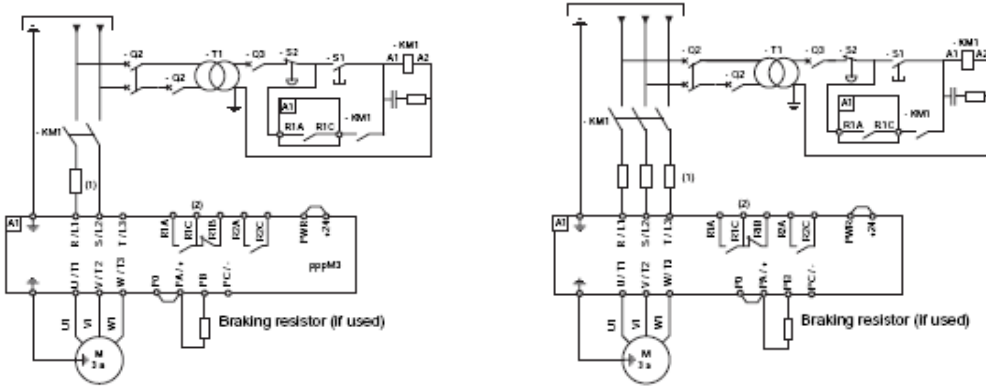 - Q2
- T1
- Q3
- S2
- S1
- KM1
A1
A2
- Q2
A1
R1A
R1C
- KM1
- KM1
(1)
(2)
A1
R / L1
S / L2
T / L3
R1A
R1C
R1B
R2A
R2C
PWR
+24
pppM3
U / T1
V / T2
W / T3
P0
PA / +
PB
PC / -
U1
V1
W1
Braking resistor (if used)
M
3 a
- Q2
- T1
- Q3
- S2
- S1
- KM1
A1
A2
- Q2
A1
R1A
R1C
- KM1
- KM1
(1)
(2)
A1
R / L1
S / L2
T / L3
R1A
R1C
R1B
R2A
R2C
PWR
+24
U / T1
V / T2
W / T3
P0
PA / +
PB
PC / -
U1
V1
W1
Braking resistor (if used)
M
3 a